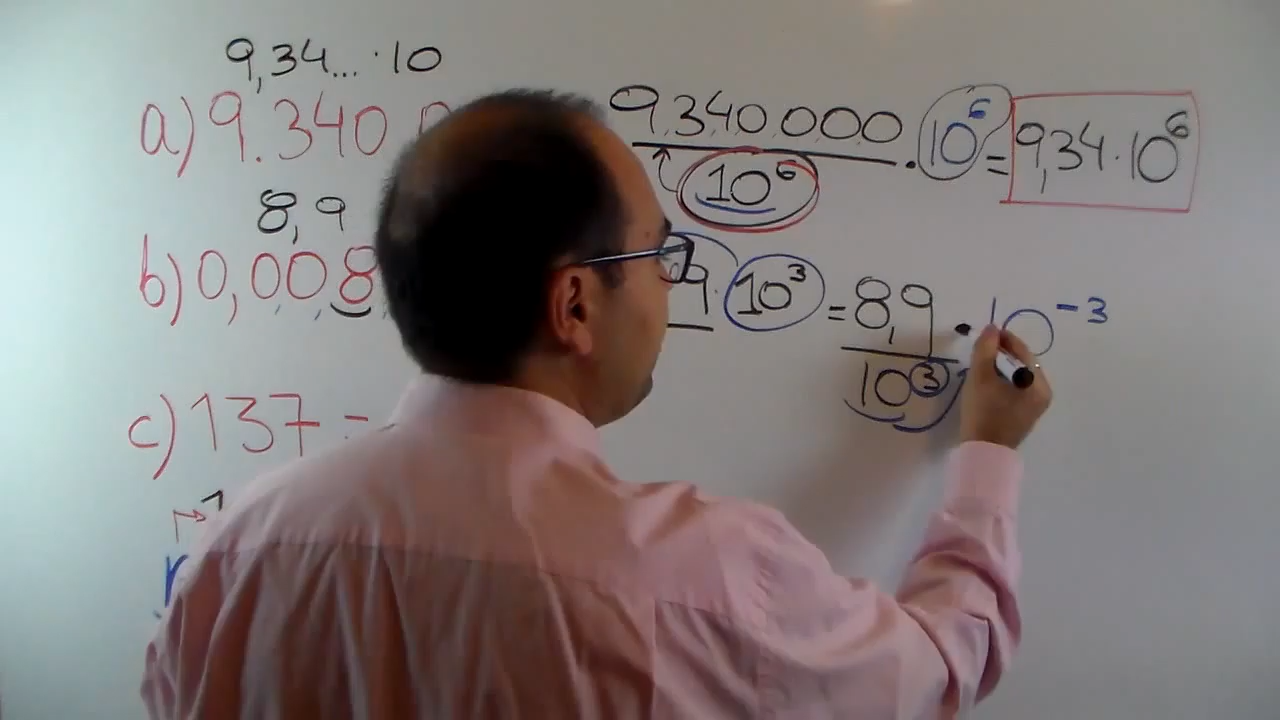 9,34... · 10
a) 9.340 9.340.000 / 10⁶ · 10⁶ = 9,34 · 10⁶
8,9
b) 0,008 9 · 10³ = 8,9 / 10³ · 10⁻³
c) 137 =